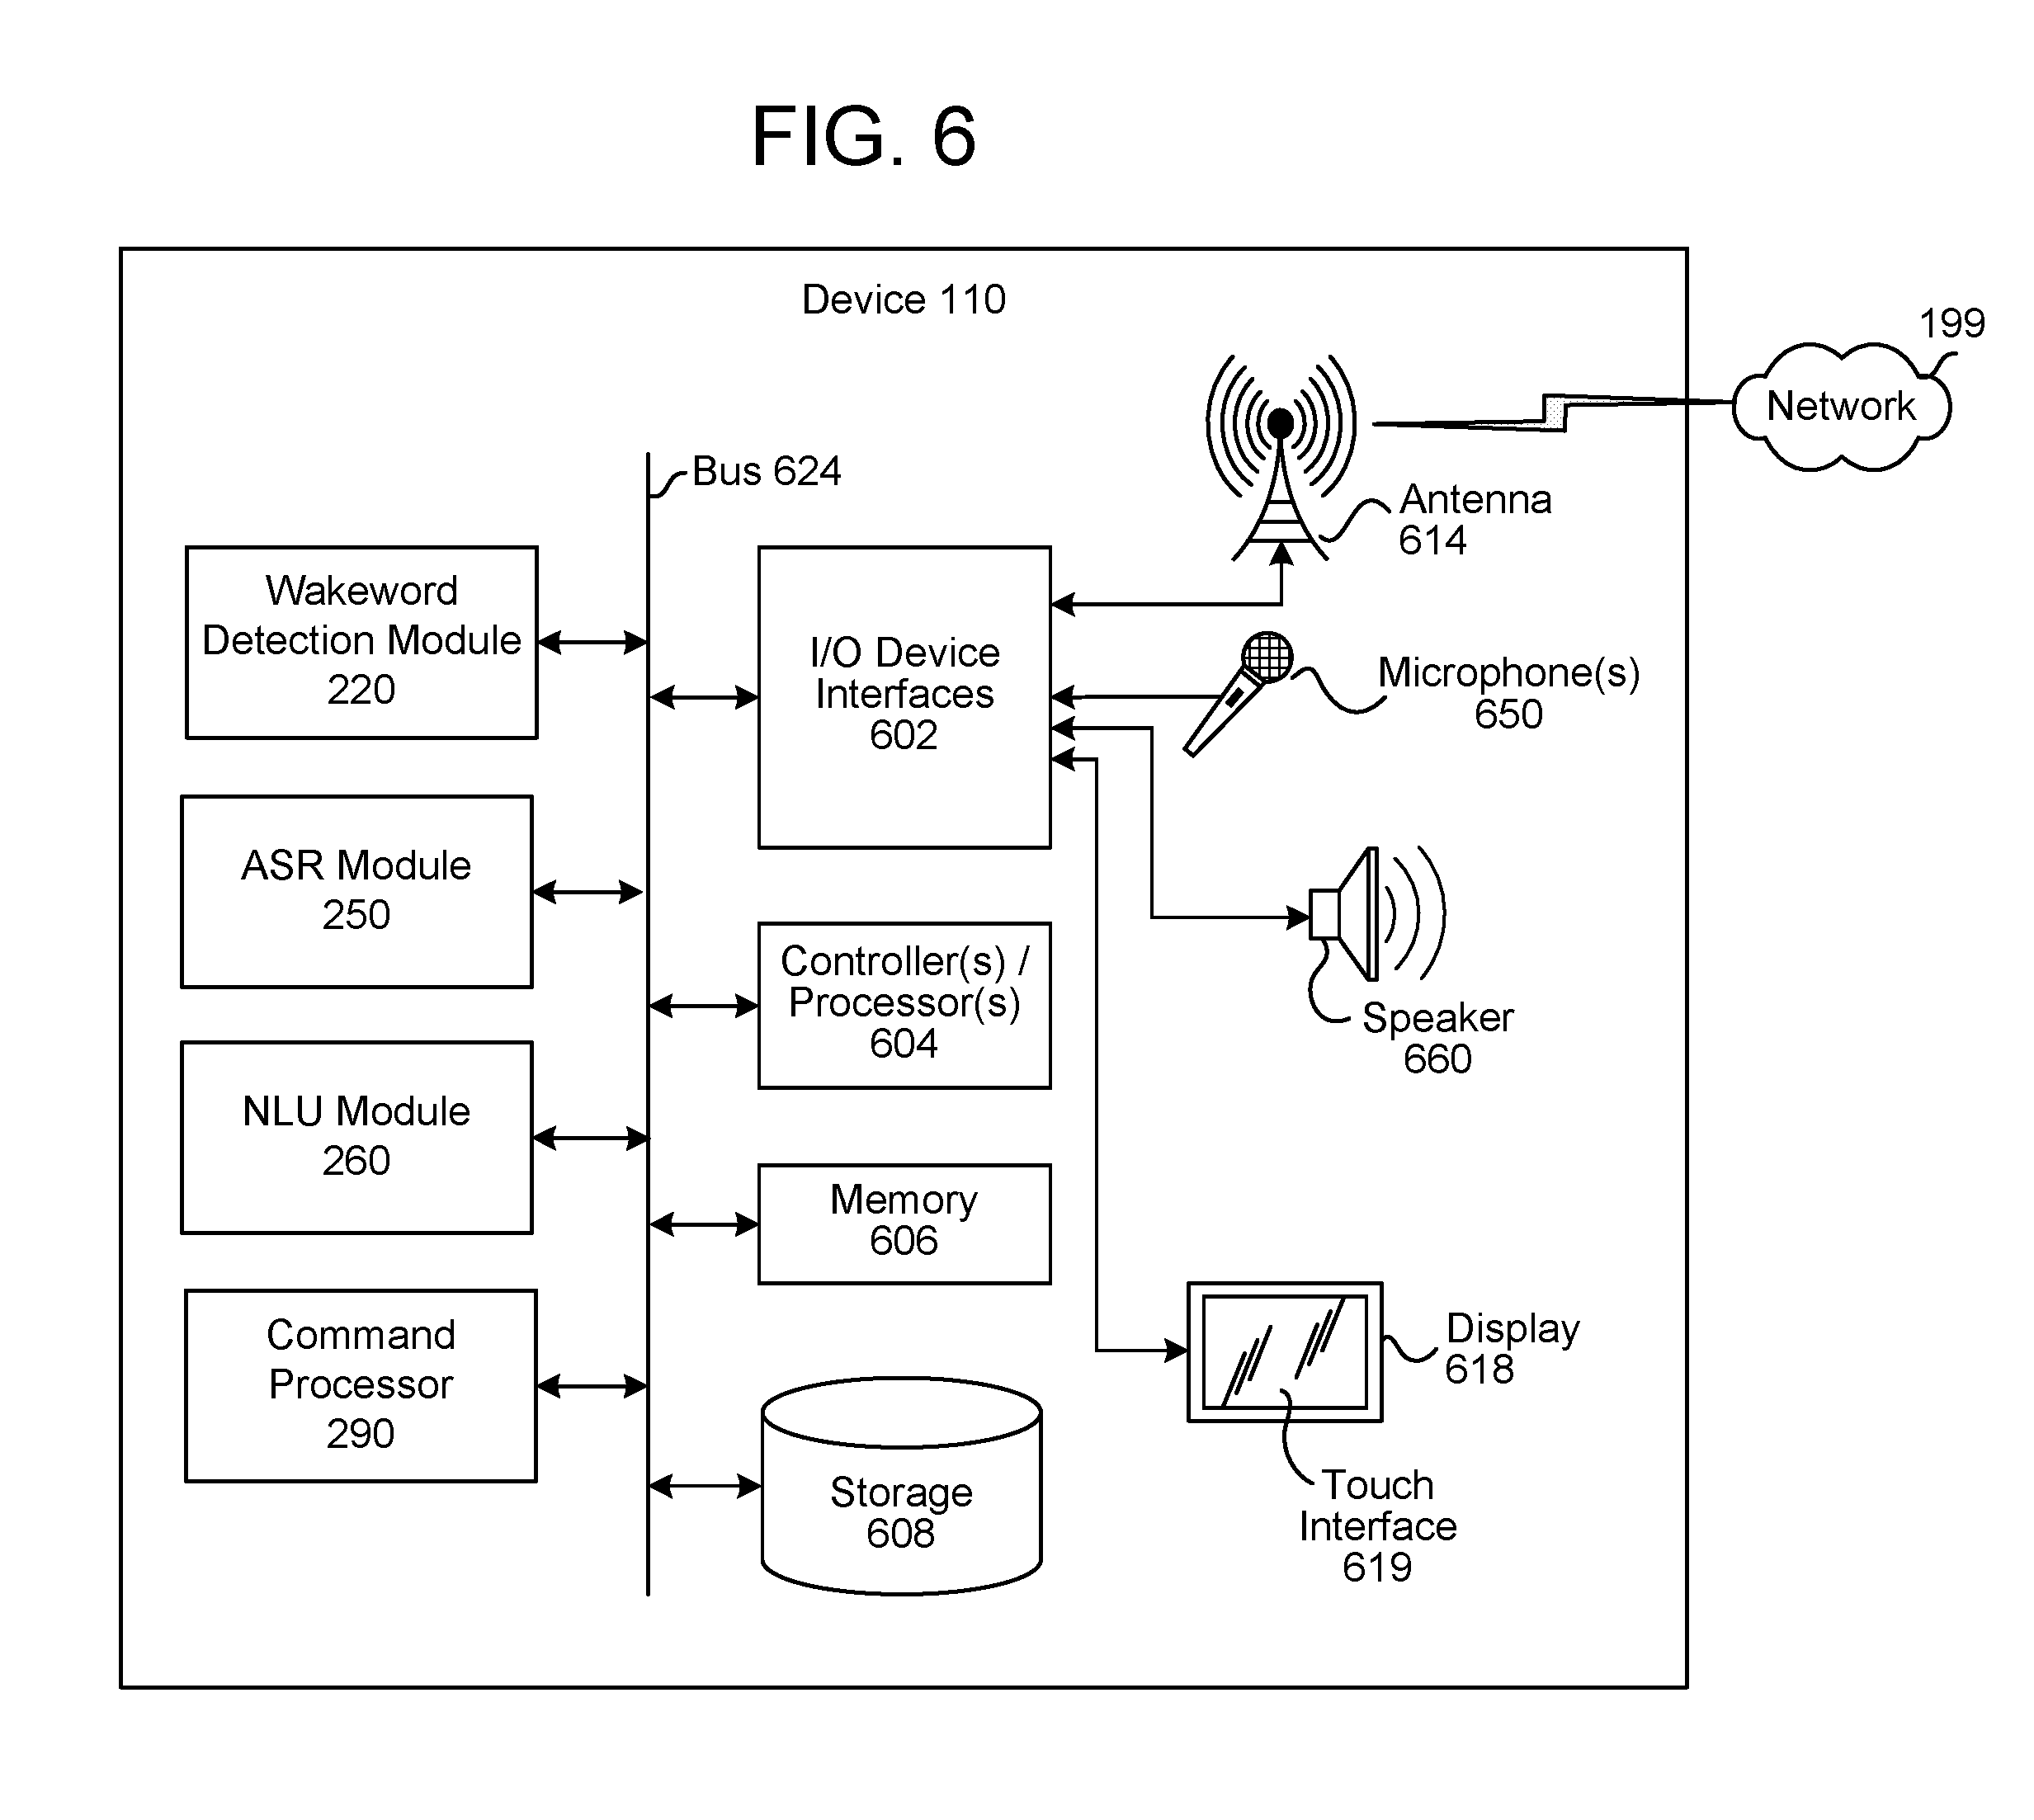 FIG. 6
Device 110
199
Network
Bus 624
Antenna
614
Wakeword
Detection Module
220
I/O Device
Interfaces
602
Microphone(s)
650
ASR Module
250
Controller(s) /
Processor(s)
604
Speaker
660
NLU Module
260
Memory
606
Command
Processor
290
Display
618
Storage
608
Touch
Interface
619